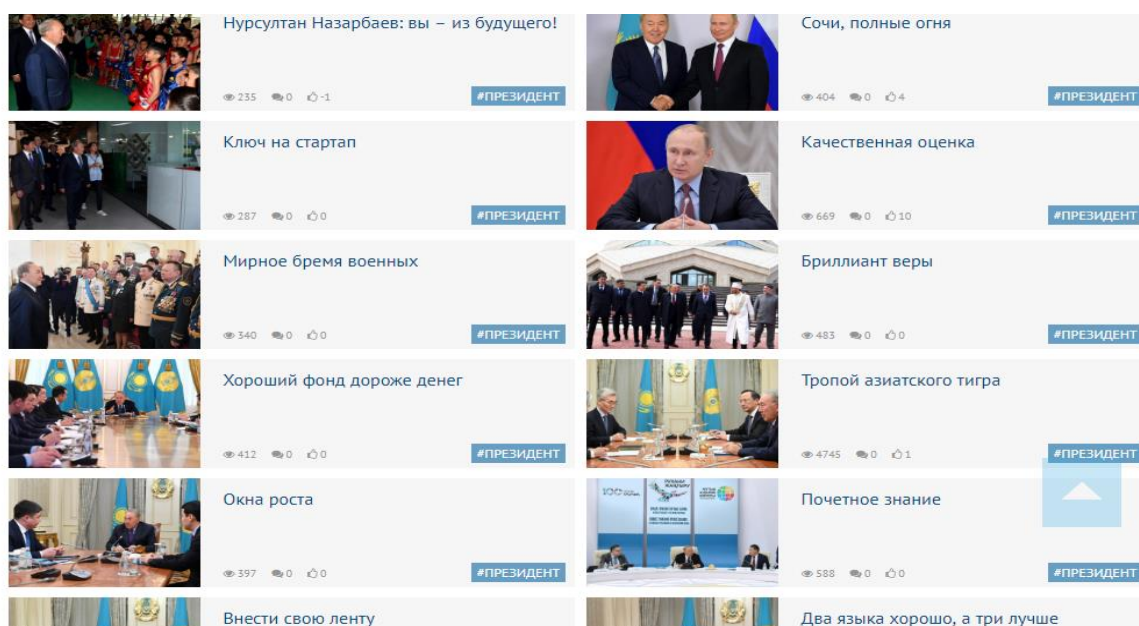 Нурсултан Назарбаев: вы – из будущего!
235 0 -1 #ПРЕЗИДЕНТ
Сочи, полные огня
404 0 4 #ПРЕЗИДЕНТ
Ключ на стартап
287 0 0 #ПРЕЗИДЕНТ
Качественная оценка
669 0 10 #ПРЕЗИДЕНТ
Мирное бремя военных
340 0 0 #ПРЕЗИДЕНТ
Бриллиант веры
483 0 0 #ПРЕЗИДЕНТ
Хороший фонд дороже денег
412 0 0 #ПРЕЗИДЕНТ
Тропой азиатского тигра
4745 0 1 #ПРЕЗИДЕНТ
Окна роста
397 0 0 #ПРЕЗИДЕНТ
Почетное знание
588 0 0 #ПРЕЗИДЕНТ
Внести свою ленту
Два языка хорошо, а три лучше